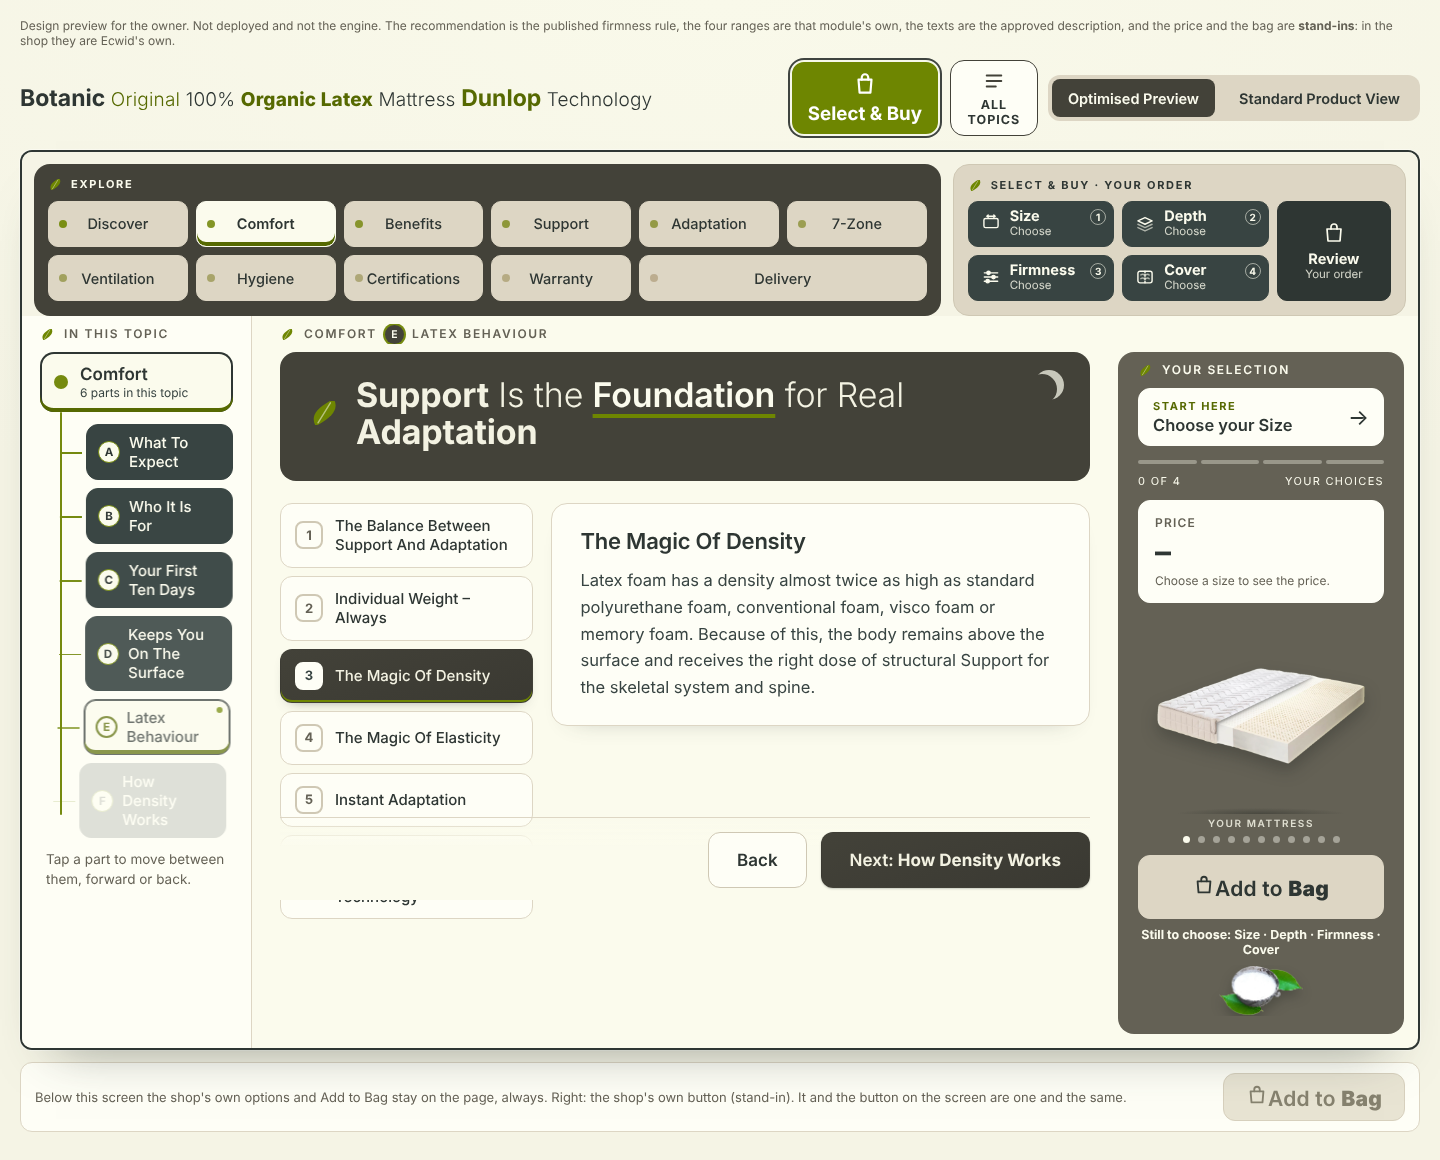 Design preview for the owner. Not deployed and not the engine. The recommendation is the published firmness rule, the four ranges are that module's own, the texts are the approved description, and the price and the bag are stand-ins: in the
shop they are Ecwid's own.
Botanic Original 100% Organic Latex Mattress Dunlop Technology
Select & Buy
ALL
TOPICS
Optimised Preview
Standard Product View
EXPLORE
Discover
Comfort
Benefits
Support
Adaptation
7-Zone
Ventilation
Hygiene
Certifications
Warranty
Delivery
SELECT & BUY · YOUR ORDER
Size
Choose
1
Depth
Choose
2
Firmness
Choose
3
Cover
Choose
4
Review
Your order
IN THIS TOPIC
Comfort
6 parts in this topic
A
What To
Expect
B
Who It Is
For
C
Your First
Ten Days
D
Keeps You
On The
Surface
E
Latex
Behaviour
F
How
Density
Works
Tap a part to move between
them, forward or back.
COMFORT E LATEX BEHAVIOUR
Support Is the Foundation for Real
Adaptation
1
The Balance Between
Support And Adaptation
2
Individual Weight –
Always
3
The Magic Of Density
4
The Magic Of Elasticity
5
Instant Adaptation
Technology
The Magic Of Density
Latex foam has a density almost twice as high as standard
polyurethane foam, conventional foam, visco foam or
memory foam. Because of this, the body remains above the
surface and receives the right dose of structural Support for
the skeletal system and spine.
Back
Next: How Density Works
YOUR SELECTION
START HERE
Choose your Size
0 OF 4
YOUR CHOICES
PRICE
–
Choose a size to see the price.
YOUR MATTRESS
Add to Bag
Still to choose: Size · Depth · Firmness ·
Cover
Below this screen the shop's own options and Add to Bag stay on the page, always. Right: the shop's own button (stand-in). It and the button on the screen are one and the same.
Add to Bag